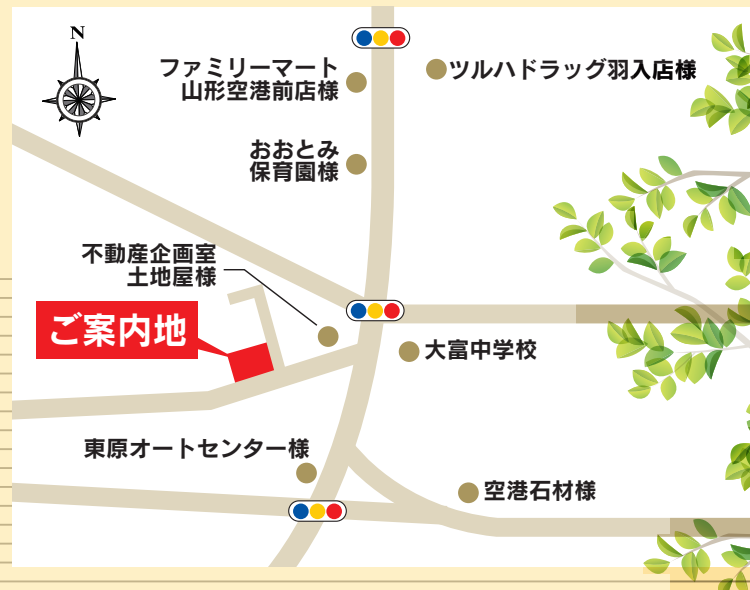 N
ファミリーマート
山形空港前店様
ツルハドラッグ羽入店様
おおとみ
保育園様
不動産企画室
土地屋様
ご案内地
大富中学校
東原オートセンター様
空港石材様